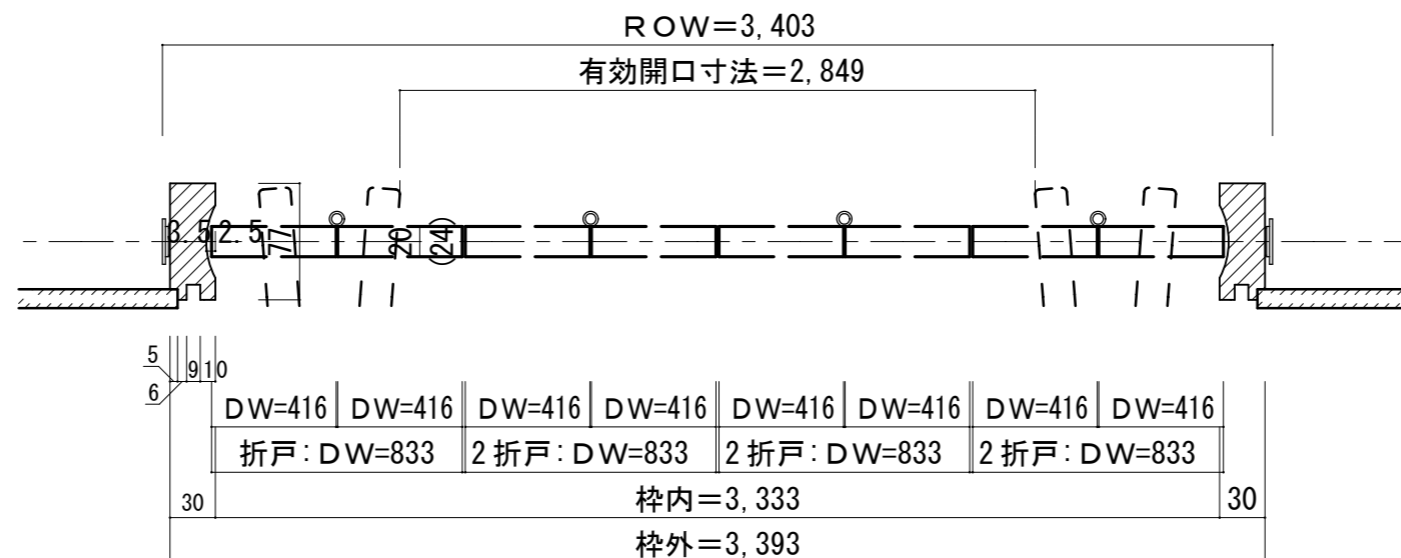 ROW=3,403
有効開口寸法=2,849
3.5 2.5 77 20 24
5 9 10
6
DW=416 DW=416 DW=416 DW=416 DW=416 DW=416 DW=416 DW=416
折戸:DW=833 2折戸:DW=833 2折戸:DW=833 2折戸:DW=833
30 枠内=3,333 30
枠外=3,393